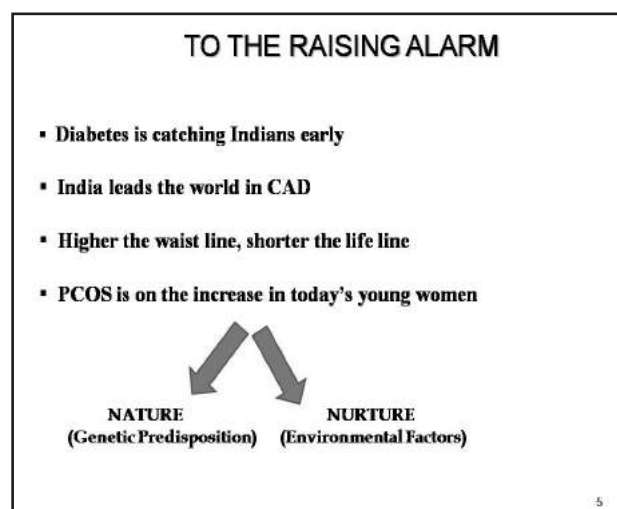 TO THE RAISING ALARM
▪ Diabetes is catching Indians early
▪ India leads the world in CAD
▪ Higher the waist line, shorter the life line
▪ PCOS is on the increase in today's young women
NATURE NURTURE
(Genetic Predisposition) (Environmental Factors)
5